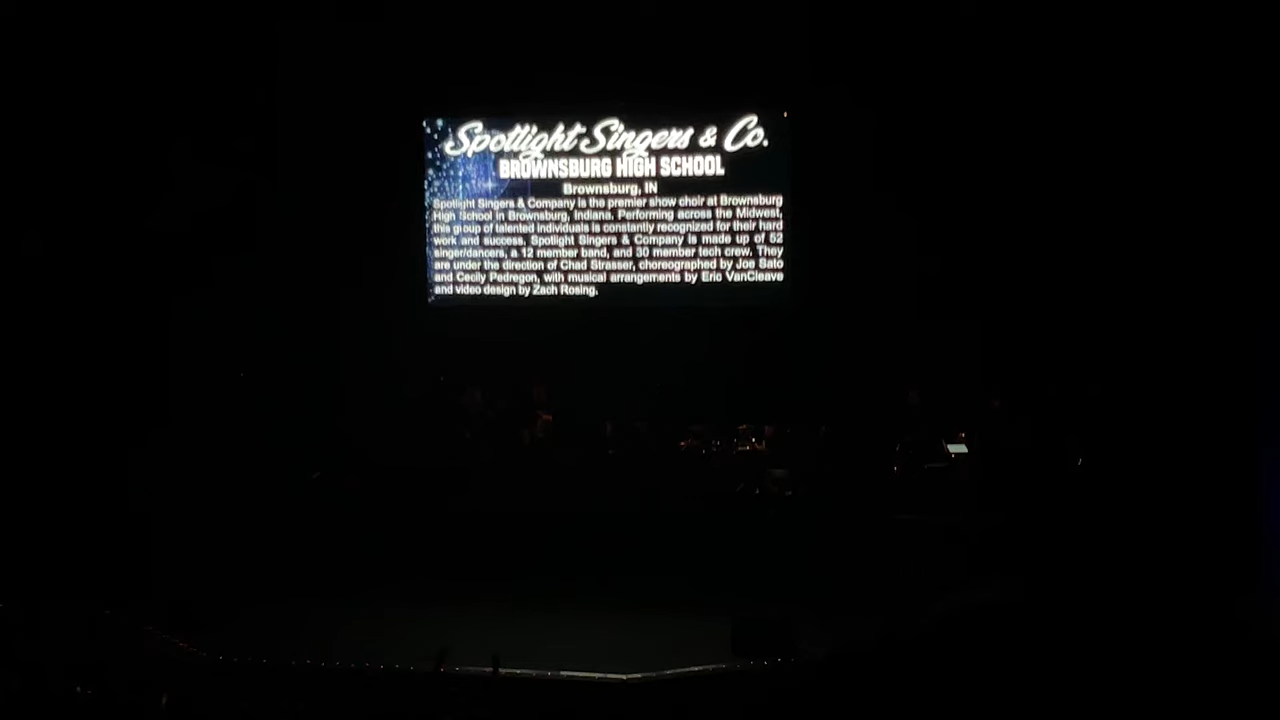 Spotlight Singers & Co.
BROWNSBURG HIGH SCHOOL
Brownsburg, IN
Spotlight Singers & Company is the premier show choir at Brownsburg
High School in Brownsburg, Indiana. Performing across the Midwest,
this group of talented individuals is constantly recognized for their hard
work and success. Spotlight Singers & Company is made up of 52
singer/dancers, a 12 member band, and 30 member tech crew. They
are under the direction of Chad Strasser, choreographed by Joe Sato
and Cecily Pedregon, with musical arrangements by Eric VanCleave
and video design by Zach Rosing.